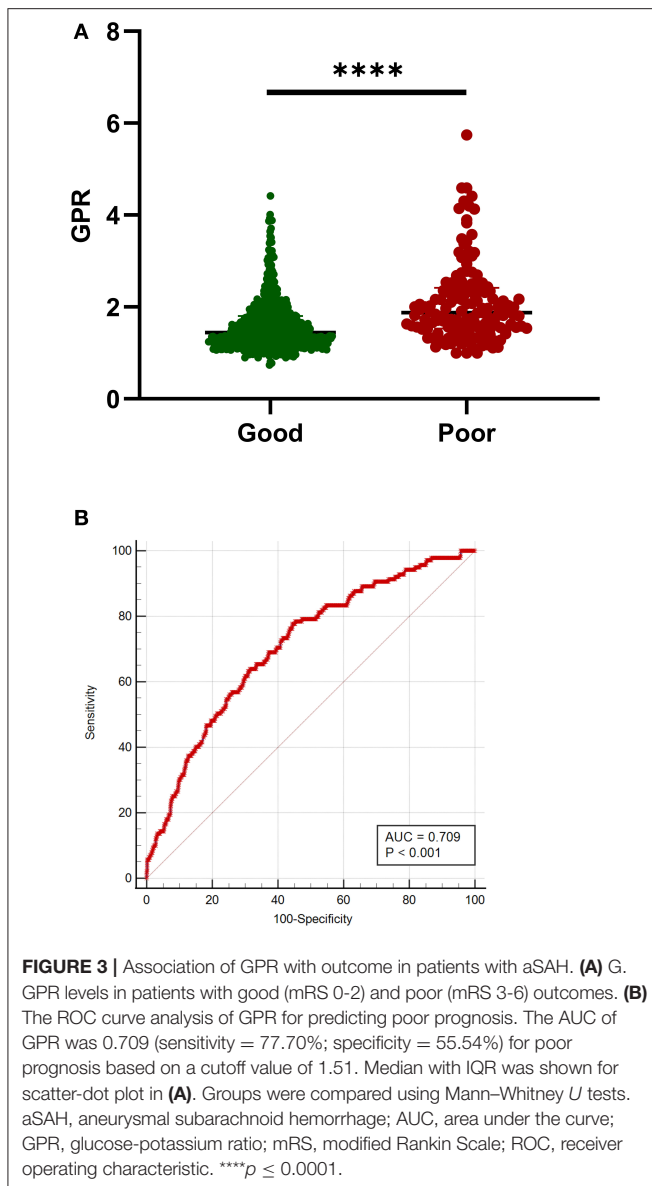 A
8
6
4
2
0
GPR
****
Good
Poor
B
100
80
60
40
20
0
Sensitivity
AUC = 0.709
P < 0.001
0 20 40 60 80 100
100-Specificity
FIGURE 3 | Association of GPR with outcome in patients with aSAH. (A) G.
GPR levels in patients with good (mRS 0-2) and poor (mRS 3-6) outcomes. (B)
The ROC curve analysis of GPR for predicting poor prognosis. The AUC of
GPR was 0.709 (sensitivity = 77.70%; specificity = 55.54%) for poor
prognosis based on a cutoff value of 1.51. Median with IQR was shown for
scatter-dot plot in (A). Groups were compared using Mann–Whitney U tests.
aSAH, aneurysmal subarachnoid hemorrhage; AUC, area under the curve;
GPR, glucose-potassium ratio; mRS, modified Rankin Scale; ROC, receiver
operating characteristic. ****p ≤ 0.0001.